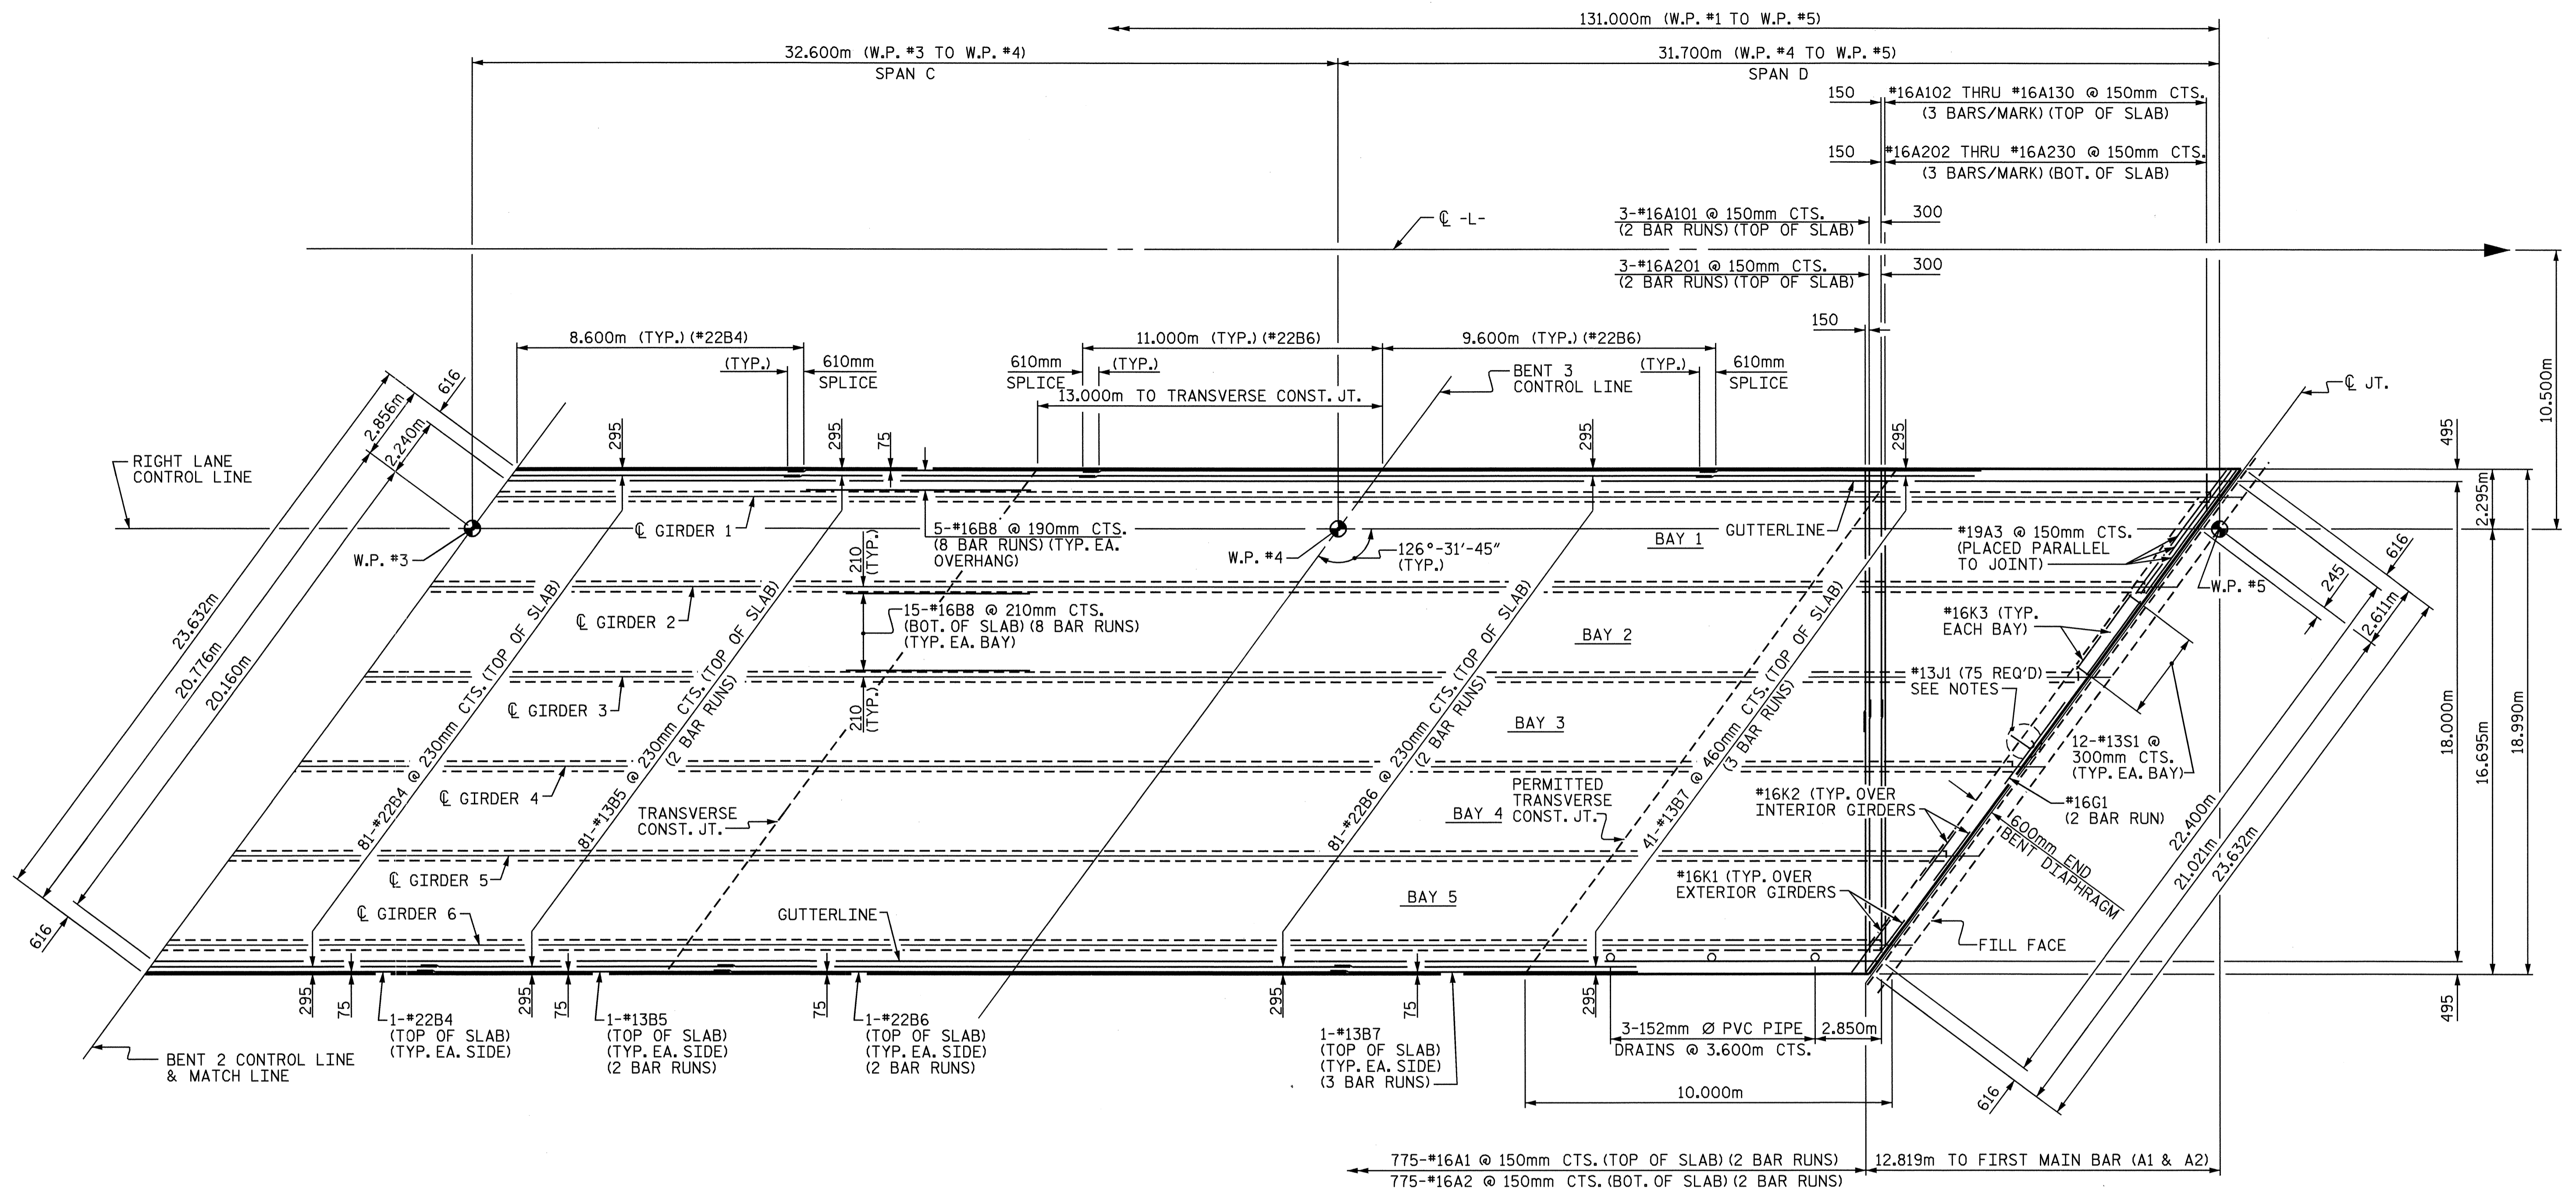 131.000m (W.P. #1 TO W.P. #5)
32.600m (W.P. #3 TO W.P. #4)
SPAN C
31.700m (W.P. #4 TO W.P. #5)
SPAN D
150
#16A102 THRU #16A130 @ 150mm CTS.
(3 BARS/MARK) (TOP OF SLAB)
150
#16A202 THRU #16A230 @ 150mm CTS.
(3 BARS/MARK) (BOT. OF SLAB)
℄ -L-
3-#16A101 @ 150mm CTS.
(2 BAR RUNS) (TOP OF SLAB)
300
3-#16A201 @ 150mm CTS.
(2 BAR RUNS) (TOP OF SLAB)
300
150
8.600m (TYP.) (#22B4)
(TYP.)
610mm
SPLICE
11.000m (TYP.) (#22B6)
610mm
SPLICE
(TYP.)
9.600m (TYP.) (#22B6)
(TYP.)
610mm
SPLICE
13.000m TO TRANSVERSE CONST. JT.
BENT 3
CONTROL LINE
℄ JT.
10.500m
616
2.856m
2.240m
295
295
75
295
295
495
RIGHT LANE
CONTROL LINE
℄ GIRDER 1
W.P. #3
5-#16B8 @ 190mm CTS.
(8 BAR RUNS) (TYP. EA.
OVERHANG)
210
(TYP.)
W.P. #4
126°-31'-45"
(TYP.)
BAY 1
GUTTERLINE
#19A3 @ 150mm CTS.
(PLACED PARALLEL
TO JOINT)
W.P. #5
2.295m
616
245
2.611m
23.632m
20.776m
20.160m
℄ GIRDER 2
15-#16B8 @ 210mm CTS.
(BOT. OF SLAB) (8 BAR RUNS)
(TYP. EA. BAY)
BAY 2
#16K3 (TYP.
EACH BAY)
#13J1 (75 REQ'D)
SEE NOTES
℄ GIRDER 3
210
(TYP.)
BAY 3
81-#22B4 @ 230mm CTS. (TOP OF SLAB)
81-#13B5 @ 230mm CTS. (TOP OF SLAB)
(2 BAR RUNS)
81-#22B6 @ 230mm CTS. (TOP OF SLAB)
(2 BAR RUNS)
41-#13B7 @ 460mm CTS. (TOP OF SLAB)
(3 BAR RUNS)
12-#13S1 @
300mm CTS.
(TYP. EA. BAY)
18.000m
16.695m
18.990m
℄ GIRDER 4
TRANSVERSE
CONST. JT.
BAY 4
PERMITTED
TRANSVERSE
CONST. JT.
#16K2 (TYP. OVER
INTERIOR GIRDERS
#16G1
(2 BAR RUN)
600mm END
BENT DIAPHRAGM
22.400m
21.021m
23.632m
℄ GIRDER 5
BAY 5
#16K1 (TYP. OVER
EXTERIOR GIRDERS
℄ GIRDER 6
GUTTERLINE
FILL FACE
616
295
75
295
75
75
295
75
295
495
1-#22B4
(TOP OF SLAB)
(TYP. EA. SIDE)
1-#13B5
(TOP OF SLAB)
(TYP. EA. SIDE)
(2 BAR RUNS)
1-#22B6
(TOP OF SLAB)
(TYP. EA. SIDE)
(2 BAR RUNS)
1-#13B7
(TOP OF SLAB)
(TYP. EA. SIDE)
(3 BAR RUNS)
3-152mm Ø PVC PIPE
DRAINS @ 3.600m CTS.
2.850m
BENT 2 CONTROL LINE
& MATCH LINE
10.000m
616
775-#16A1 @ 150mm CTS. (TOP OF SLAB) (2 BAR RUNS)
775-#16A2 @ 150mm CTS. (BOT. OF SLAB) (2 BAR RUNS)
12.819m TO FIRST MAIN BAR (A1 & A2)